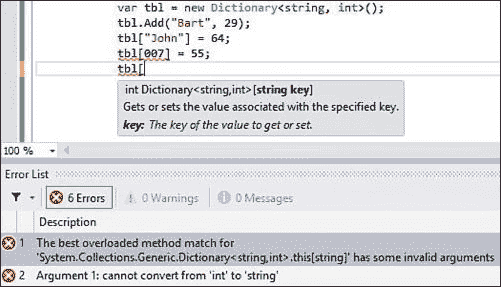 var tbl = new Dictionary<string, int>();
tbl.Add("Bart", 29);
tbl["John"] = 64;
tbl[007] = 55;
tbl[
int Dictionary<string,int>[string key]
Gets or sets the value associated with the specified key.
key: The key of the value to get or set.
100 %
Error List
6 Errors
0 Warnings
0 Messages
Description
1 The best overloaded method match for
'System.Collections.Generic.Dictionary<string,int>.this[string]' has some invalid arguments
2 Argument 1: cannot convert from 'int' to 'string'